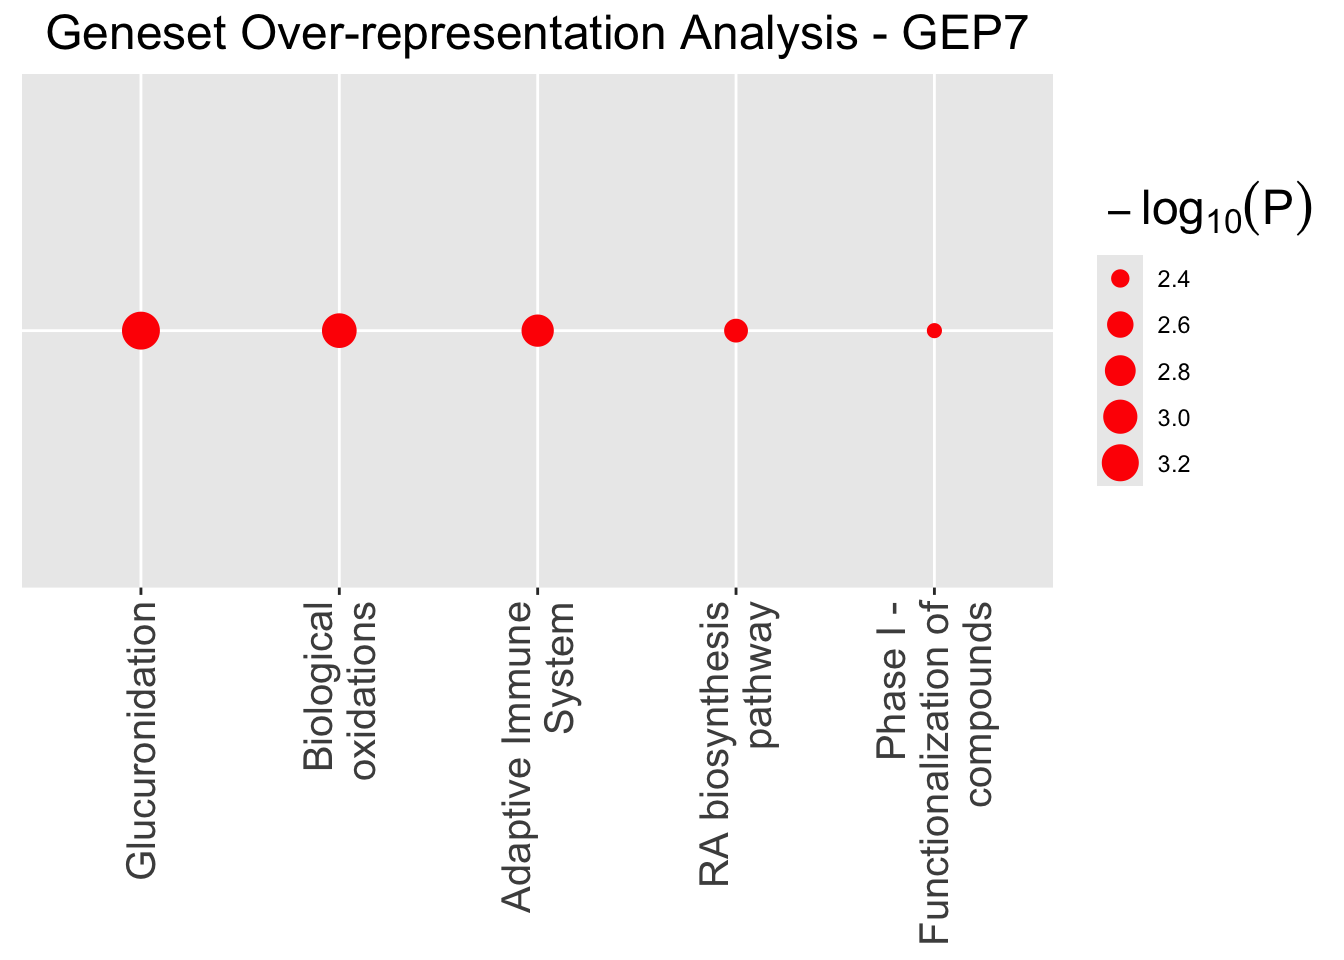 Geneset Over-representation Analysis - GEP7
− log10(P)
2.4
2.6
2.8
3.0
3.2
Glucuronidation
Biological
oxidations
Adaptive Immune
System
RA biosynthesis
pathway
Phase I -
Functionalization of
compounds